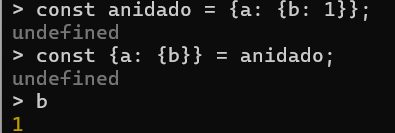 > const anidado = {a: {b: 1}};
undefined
> const {a: {b}} = anidado;
undefined
> b
1